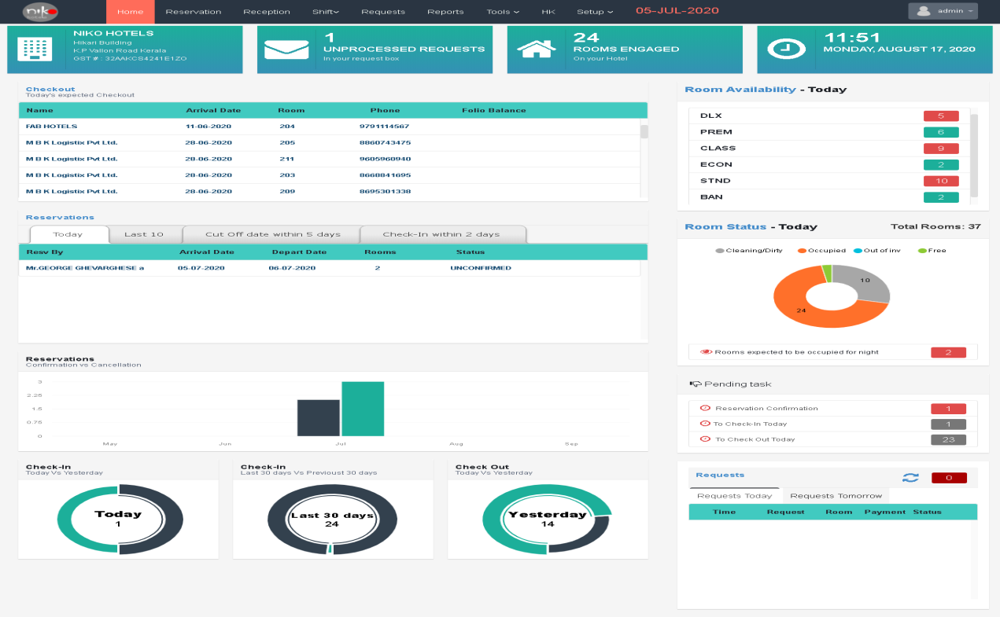 niko
Home Reservation Reception Shift Requests Reports Tools HK Setup 05-JUL-2020 admin
NIKO HOTELS
Hikari Building
K.P Vallon Road Kerala
GST # : 32AAKCS4241E1ZO
1
UNPROCESSED REQUESTS
In your request box
24
ROOMS ENGAGED
On your Hotel
11:51
MONDAY, AUGUST 17, 2020
Checkout
Today's expected Checkout
Name Arrival Date Room Phone Folio Balance
FAB HOTELS 11-06-2020 204 9791114567
M B K Logistix Pvt Ltd. 28-06-2020 205 8860743475
M B K Logistix Pvt Ltd. 28-06-2020 211 9605960940
M B K Logistix Pvt Ltd. 28-06-2020 203 8668841695
M B K Logistix Pvt Ltd. 28-06-2020 209 8695301338
Reservations
Today Last 10 Cut Off date within 5 days Check-In within 2 days
Resv By Arrival Date Depart Date Rooms Status
Mr.GEORGE GHEVARGHESE a 05-07-2020 06-07-2020 2 UNCONFIRMED
Reservations
Confirmation vs Cancellation
3
2.25
1.5
0.75
0
May Jun Jul Aug Sep
Check-In
Today Vs Yesterday
Today
1
Check-In
Last 30 days Vs Previoust 30 days
Last 30 days
24
Check Out
Today Vs Yesterday
Yesterday
14
Room Availability - Today
DLX 5
PREM 6
CLASS 9
ECON 2
STND 10
BAN 2
Room Status - Today Total Rooms: 37
Cleaning/Dirty Occupied Out of inv Free
10
24
Rooms expected to be occupied for night 2
Pending task
Reservation Confirmation 1
To Check-In Today 1
To Check Out Today 23
Requests 0
Requests Today Requests Tomorrow
Time Request Room Payment Status